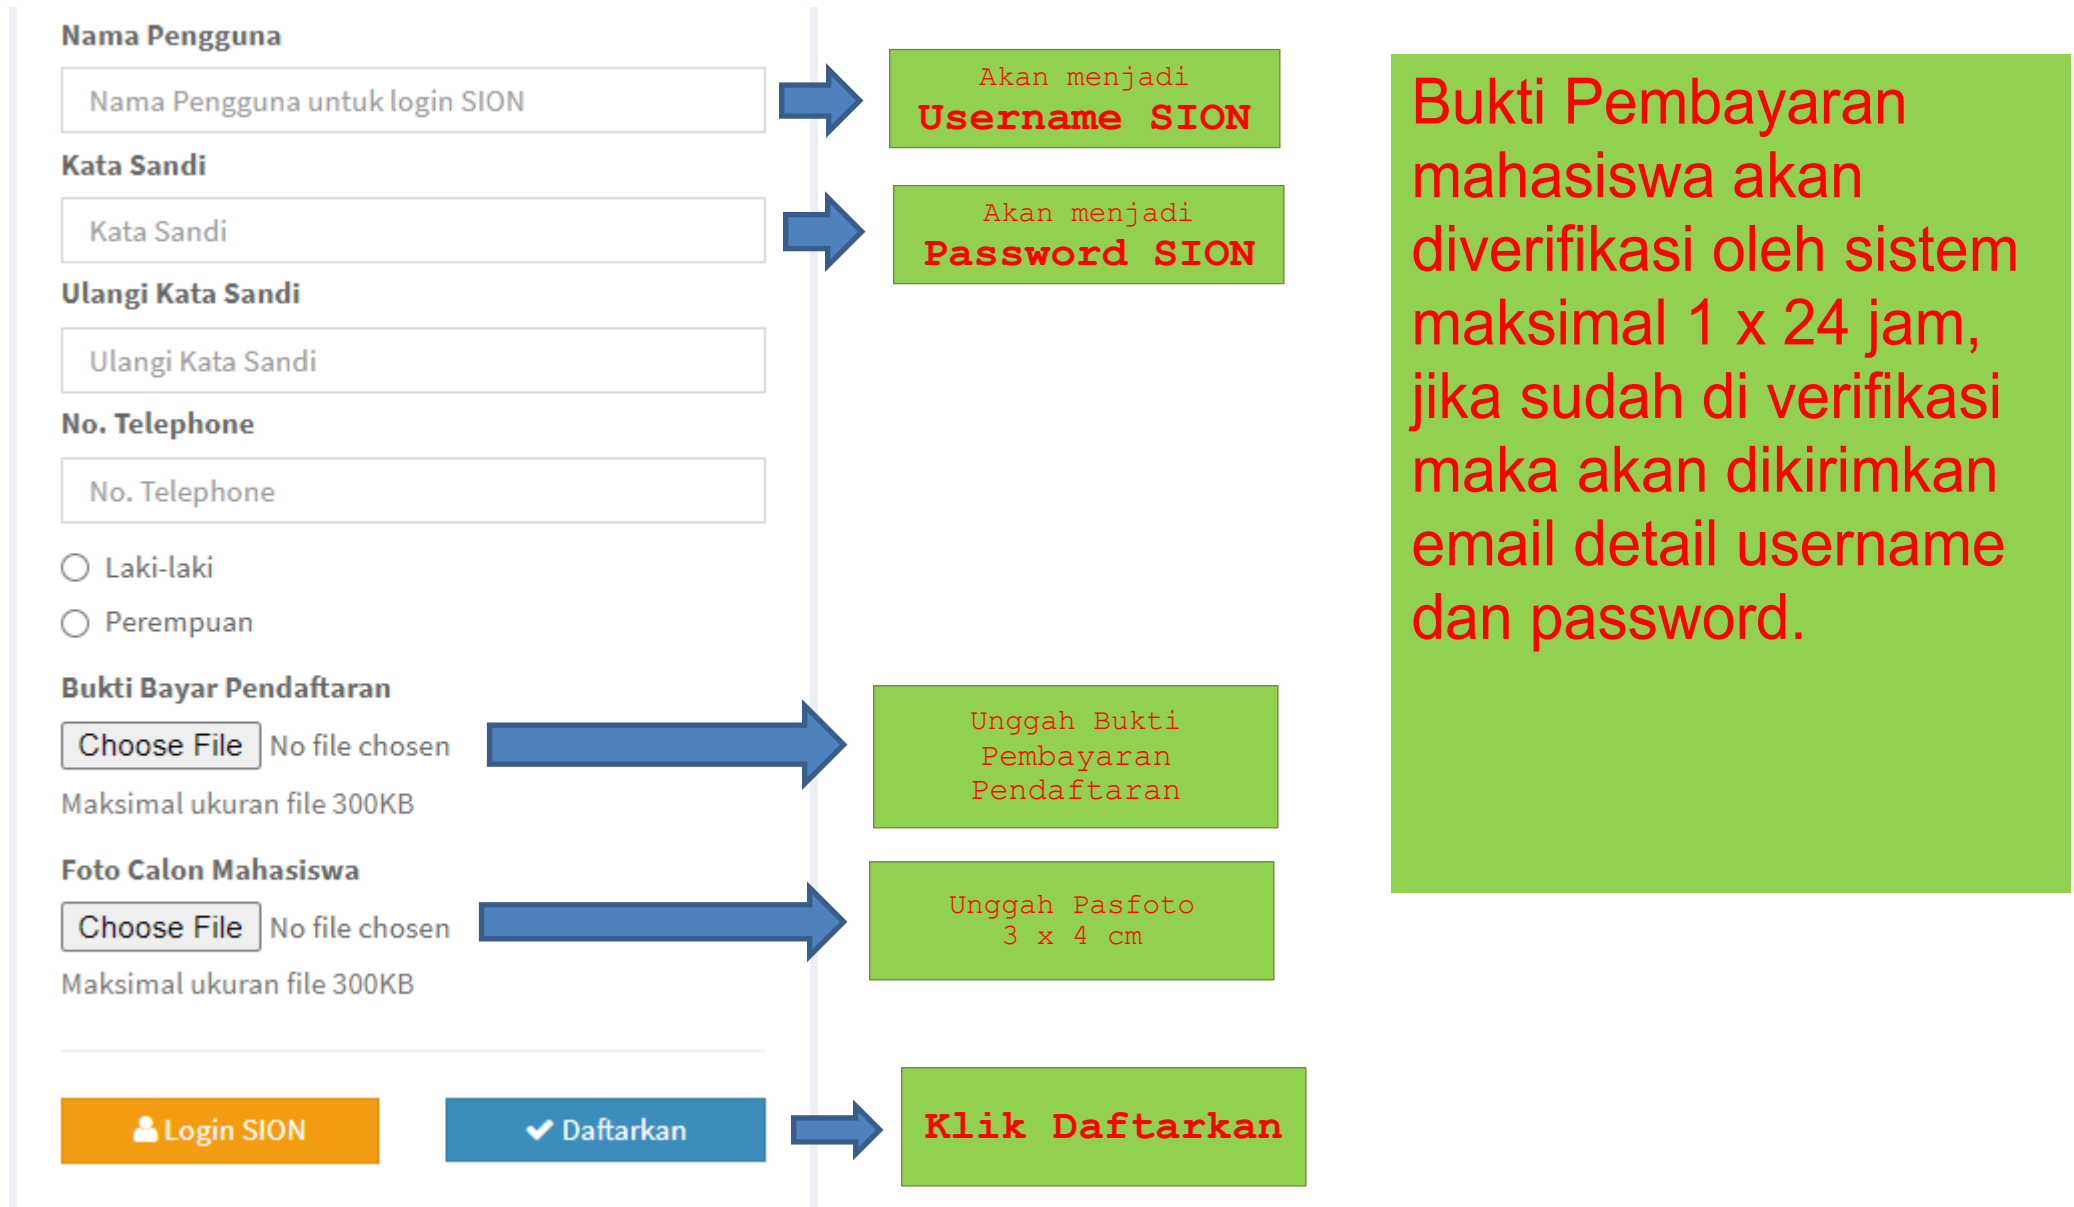 Nama Pengguna
Nama Pengguna untuk login SION
Kata Sandi
Kata Sandi
Ulangi Kata Sandi
Ulangi Kata Sandi
No. Telephone
No. Telephone
Laki-laki
Perempuan
Bukti Bayar Pendaftaran
Choose File No file chosen
Maksimal ukuran file 300KB
Foto Calon Mahasiswa
Choose File No file chosen
Maksimal ukuran file 300KB
Login SION
Daftarkan
Akan menjadi
Username SION
Akan menjadi
Password SION
Unggah Bukti
Pembayaran
Pendaftaran
Unggah Pasfoto
3 x 4 cm
Klik Daftarkan
Bukti Pembayaran
mahasiswa akan
diverifikasi oleh sistem
maksimal 1 x 24 jam,
jika sudah di verifikasi
maka akan dikirimkan
email detail username
dan password.